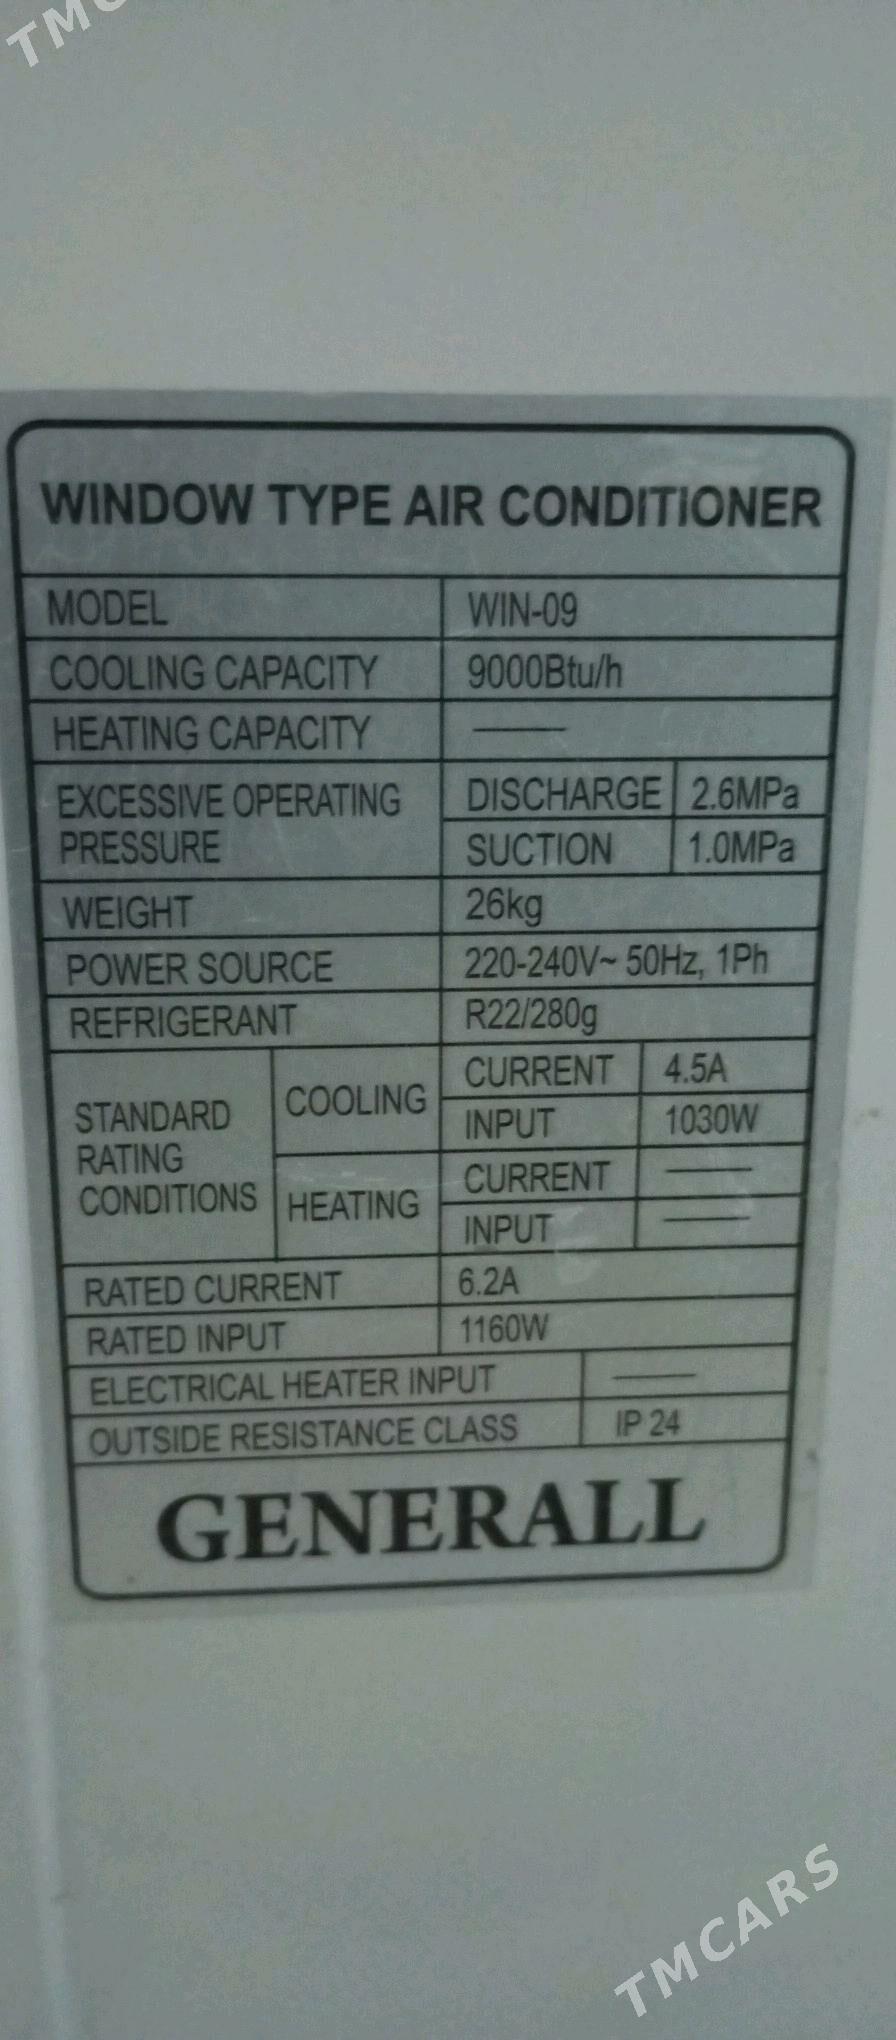 TMC
WINDOW TYPE AIR CONDITIONER
MODEL WIN-09
COOLING CAPACITY 9000Btu/h
HEATING CAPACITY ——
EXCESSIVE OPERATING PRESSURE
DISCHARGE 2.6MPa
SUCTION 1.0MPa
WEIGHT 26kg
POWER SOURCE 220-240V~ 50Hz, 1Ph
REFRIGERANT R22/280g
STANDARD
RATING
CONDITIONS
COOLING
CURRENT 4.5A
INPUT 1030W
HEATING
CURRENT ——
INPUT ——
RATED CURRENT 6.2A
RATED INPUT 1160W
ELECTRICAL HEATER INPUT ——
OUTSIDE RESISTANCE CLASS IP 24
GENERALL
TMCARS